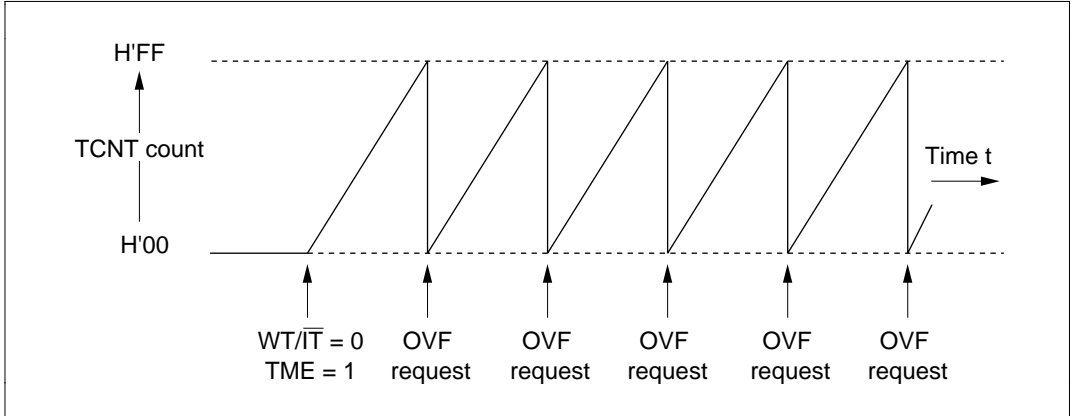 H'FF
TCNT count
Time t
H'00
WT/I̅T̅ = 0
TME = 1
OVF
request
OVF
request
OVF
request
OVF
request
OVF
request